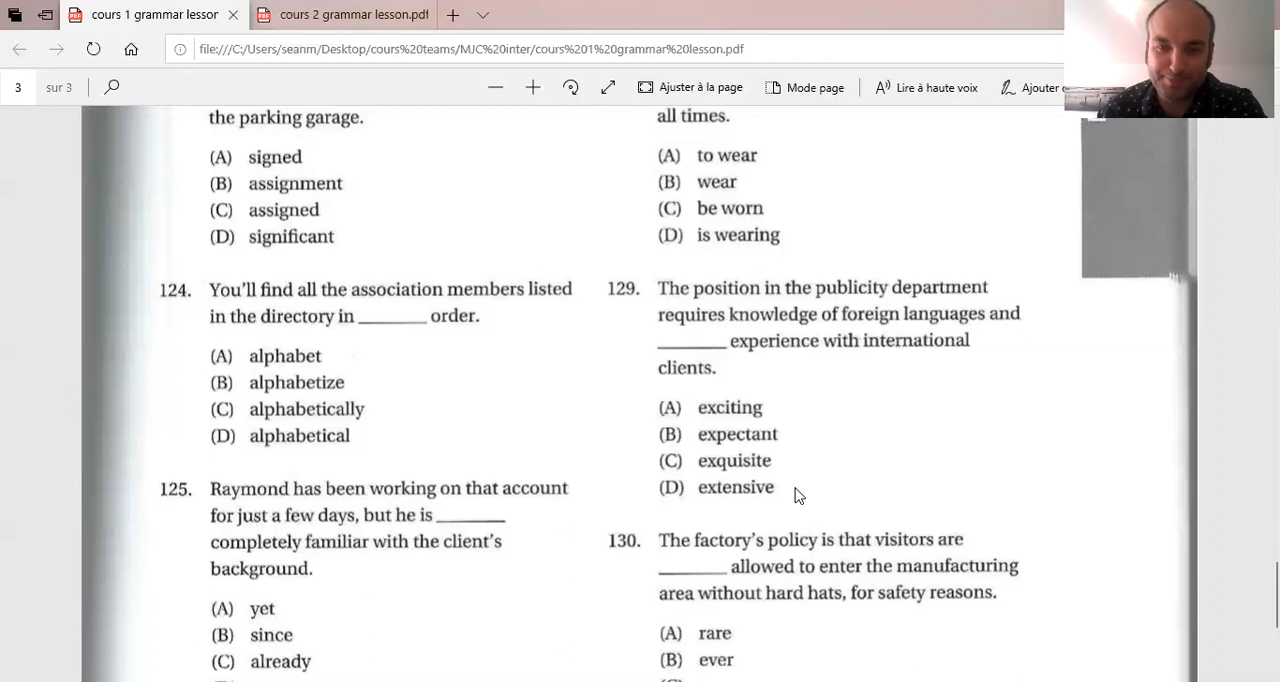 cours 1 grammar lessor
cours 2 grammar lesson.pdf
file:///C:/Users/seanm/Desktop/cours%20teams/MJC%20inter/cours%201%20grammar%20lesson.pdf
3 sur 3
Ajuster à la page
Mode page
Lire à haute voix
Ajouter
the parking garage.
(A) signed
(B) assignment
(C) assigned
(D) significant
124. You'll find all the association members listed
in the directory in _______ order.
(A) alphabet
(B) alphabetize
(C) alphabetically
(D) alphabetical
125. Raymond has been working on that account
for just a few days, but he is _______
completely familiar with the client's
background.
(A) yet
(B) since
(C) already
all times.
(A) to wear
(B) wear
(C) be worn
(D) is wearing
129. The position in the publicity department
requires knowledge of foreign languages and
_______ experience with international
clients.
(A) exciting
(B) expectant
(C) exquisite
(D) extensive
130. The factory's policy is that visitors are
_______ allowed to enter the manufacturing
area without hard hats, for safety reasons.
(A) rare
(B) ever